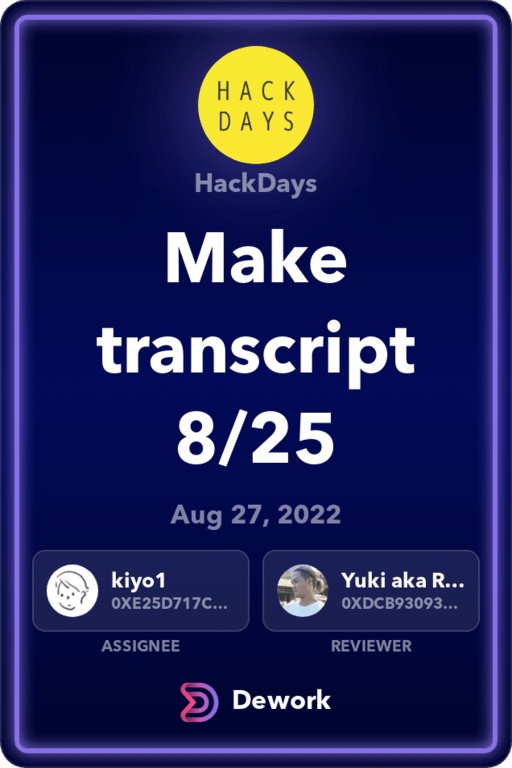 HACK
DAYS
HackDays
Make
transcript
8/25
Aug 27, 2022
kiyo1
0XE25D717C...
ASSIGNEE
Yuki aka R...
0XDCB93093...
REVIEWER
Dework